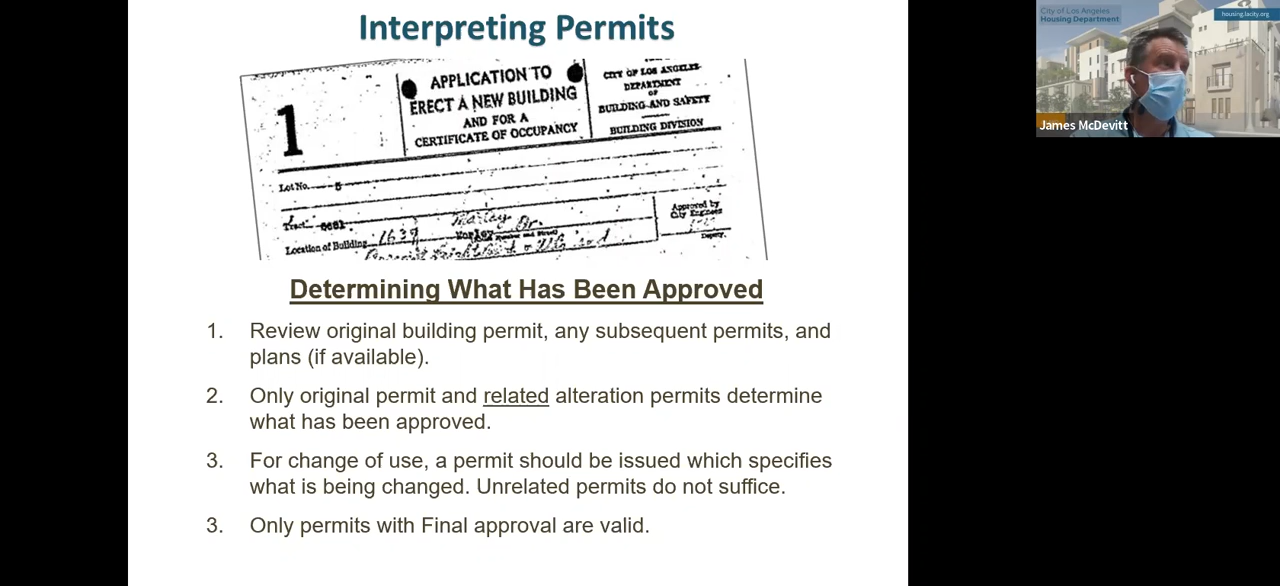 Interpreting Permits
1
APPLICATION TO
ERECT A NEW BUILDING
AND FOR A
CERTIFICATE OF OCCUPANCY
CITY OF LOS ANGELES
DEPARTMENT
OF
BUILDING AND SAFETY
BUILDING DIVISION
Lot No. 5
Tract
Location of Building 1639
Approved by
City Engineer
Deputy.
Determining What Has Been Approved
1. Review original building permit, any subsequent permits, and
plans (if available).
2. Only original permit and related alteration permits determine
what has been approved.
3. For change of use, a permit should be issued which specifies
what is being changed. Unrelated permits do not suffice.
3. Only permits with Final approval are valid.
City of Los Angeles
Housing Department
housing.lacity.org
James McDevitt